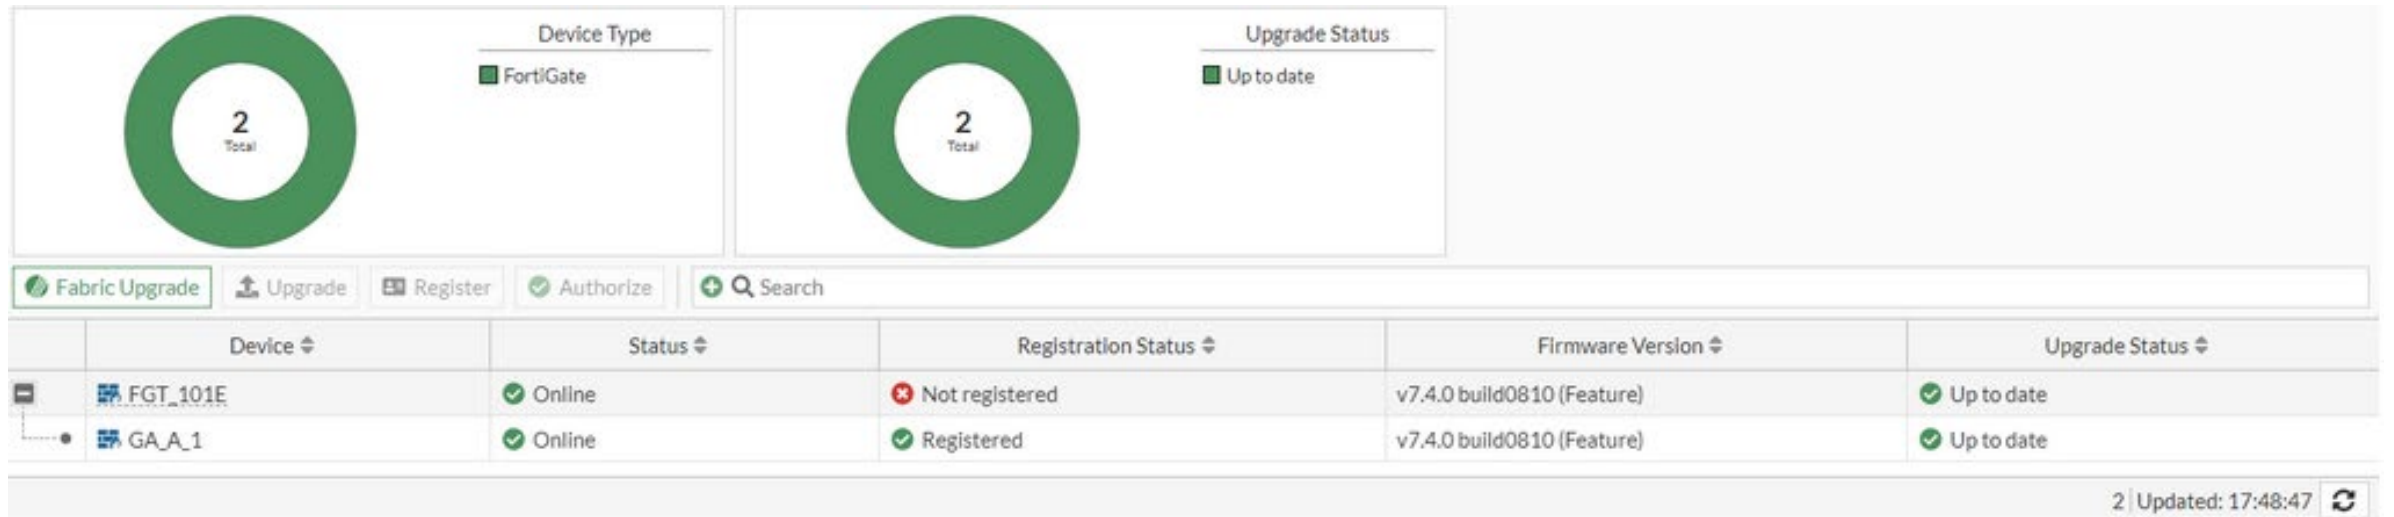 Device Type
FortiGate
2
Total
Upgrade Status
Up to date
2
Total
Fabric Upgrade Upgrade Register Authorize Search
Device Status Registration Status Firmware Version Upgrade Status
FGT_101E Online Not registered v7.4.0 build0810 (Feature) Up to date
GA_A_1 Online Registered v7.4.0 build0810 (Feature) Up to date
2 Updated: 17:48:47